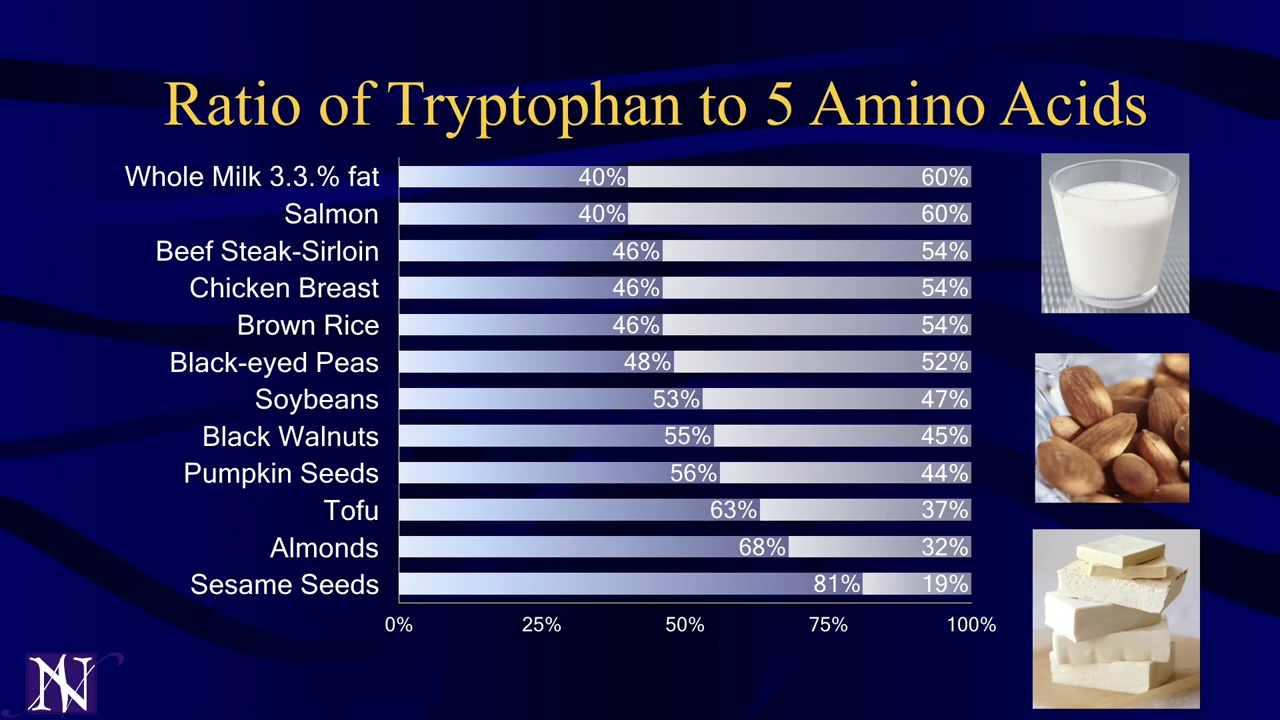 Ratio of Tryptophan to 5 Amino Acids
Whole Milk 3.3.% fat 40% 60%
Salmon 40% 60%
Beef Steak-Sirloin 46% 54%
Chicken Breast 46% 54%
Brown Rice 46% 54%
Black-eyed Peas 48% 52%
Soybeans 53% 47%
Black Walnuts 55% 45%
Pumpkin Seeds 56% 44%
Tofu 63% 37%
Almonds 68% 32%
Sesame Seeds 81% 19%
0% 25% 50% 75% 100%